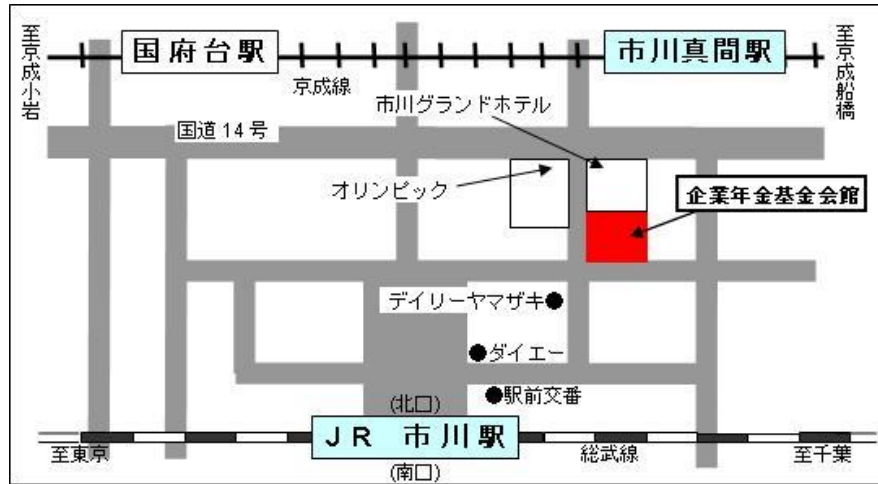 至京成小岩
国府台駅
市川真間駅
至京成船橋
京成線
市川グランドホテル
国道14号
オリンピック
企業年金基金会館
デイリーヤマザキ
ダイエー
駅前交番
(北口)
JR 市川駅
(南口)
至東京
総武線
至千葉